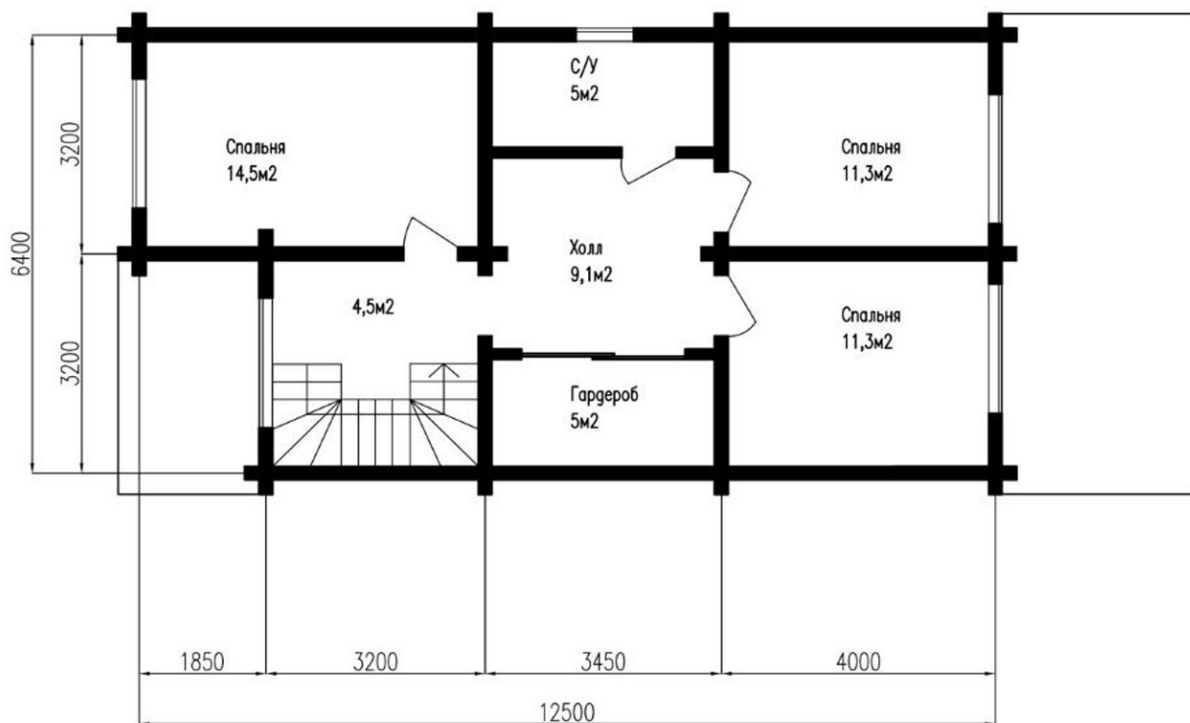 С/У
5м2
Спальня
14,5м2
Спальня
11,3м2
Холл
9,1м2
4,5м2
Спальня
11,3м2
Гардероб
5м2
3200
6400
3200
1850
3200
3450
4000
12500